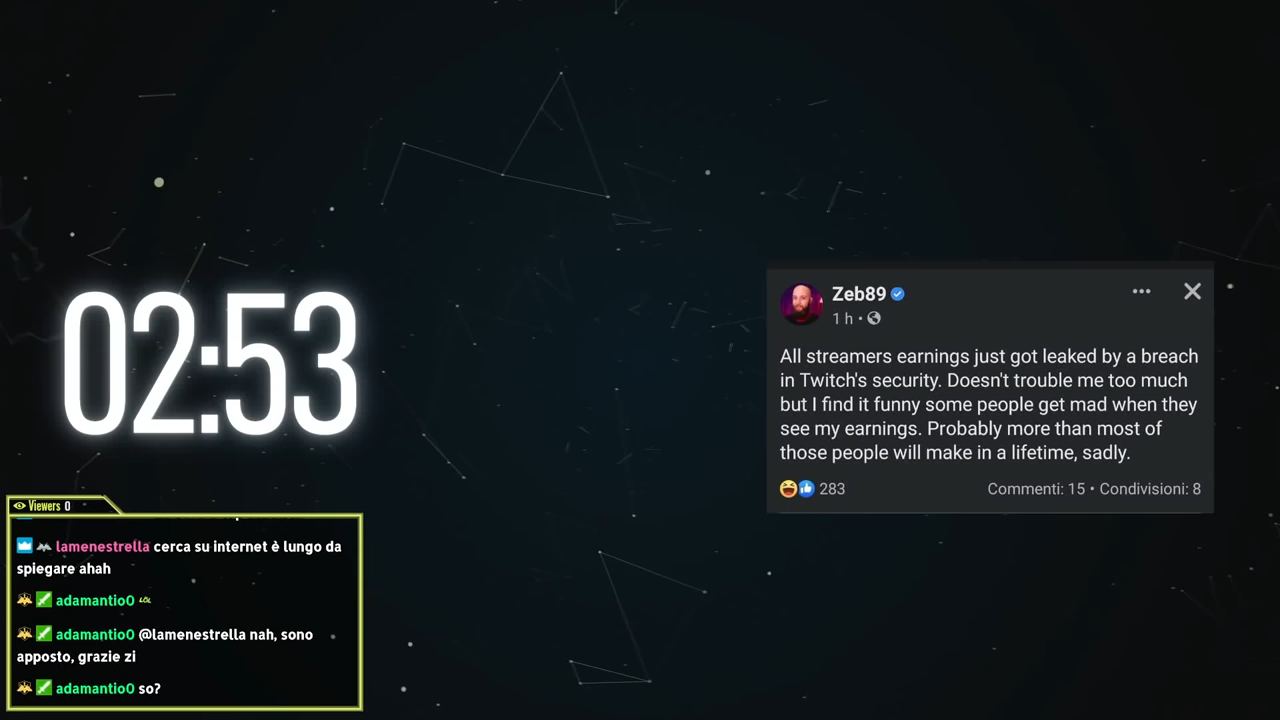 02:53
Zeb89
1 h •
All streamers earnings just got leaked by a breach
in Twitch's security. Doesn't trouble me too much
but I find it funny some people get mad when they
see my earnings. Probably more than most of
those people will make in a lifetime, sadly.
283
Commenti: 15 • Condivisioni: 8
Viewers 0
lamenestrella cerca su internet è lungo da
spiegare ahah
adamantio0
adamantio0 @lamenestrella nah, sono
apposto, grazie zi
adamantio0 so?